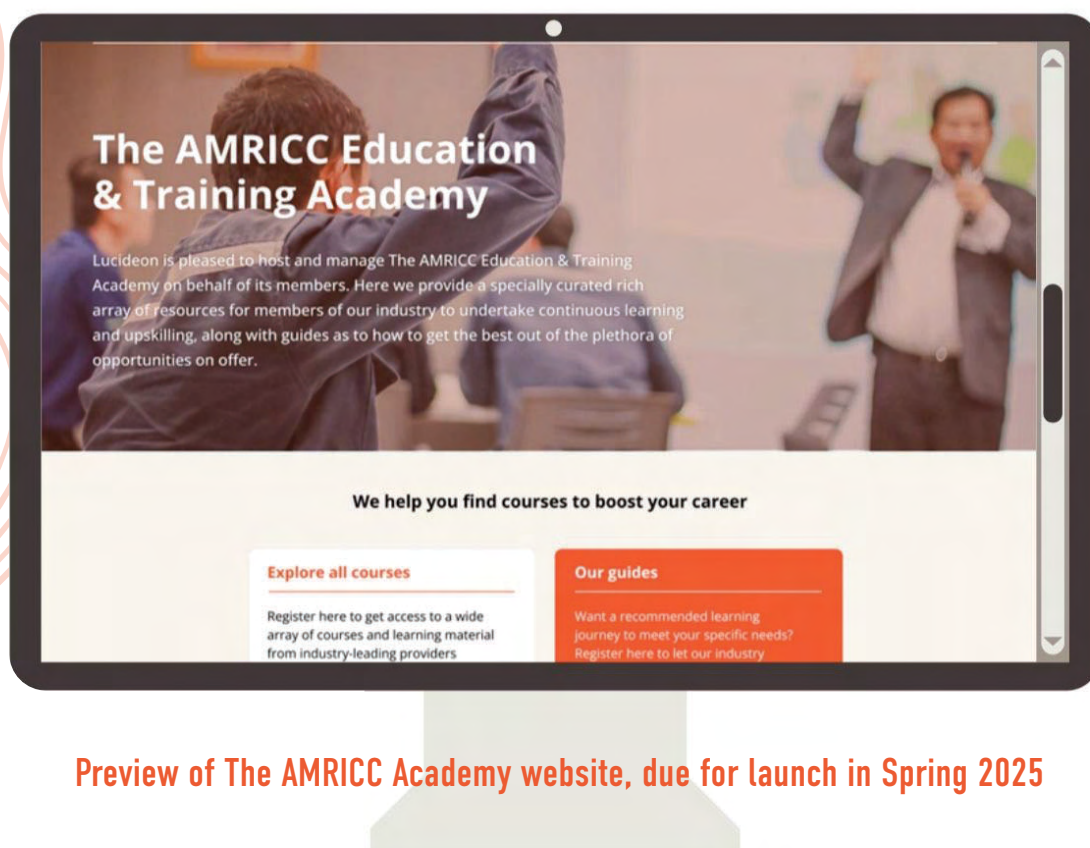 The AMRICC Education
& Training Academy
Lucideon is pleased to host and manage The AMRICC Education & Training
Academy on behalf of its members. Here we provide a specially curated rich
array of resources for members of our industry to undertake continuous learning
and upskilling, along with guides as to how to get the best out of the plethora of
opportunities on offer.
We help you find courses to boost your career
Explore all courses
Register here to get access to a wide
array of courses and learning material
from industry-leading providers
Our guides
Want a recommended learning
journey to meet your specific needs?
Register here to let our industry
Preview of The AMRICC Academy website, due for launch in Spring 2025